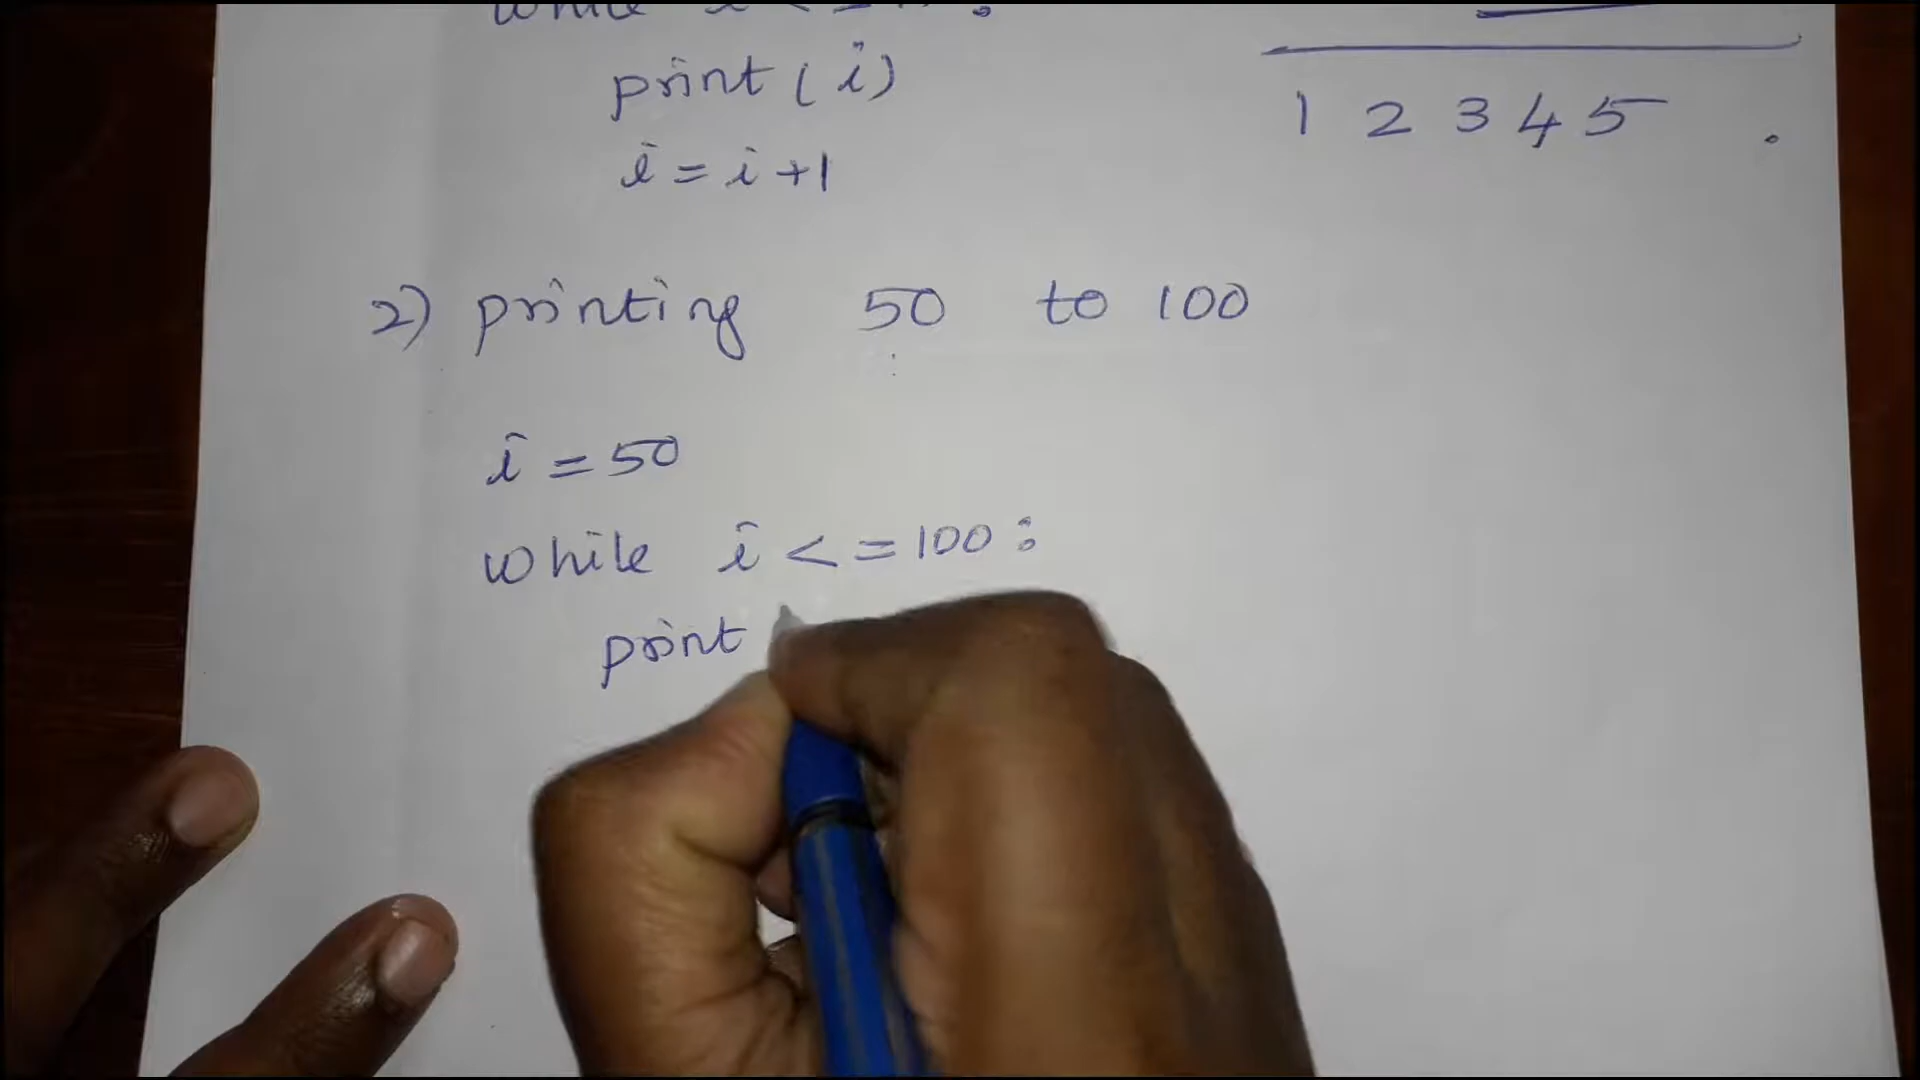 print (i)
1 2 3 4 5 .
i = i +1
2) printing 50 to 100
i = 50
while i <= 100 :
print